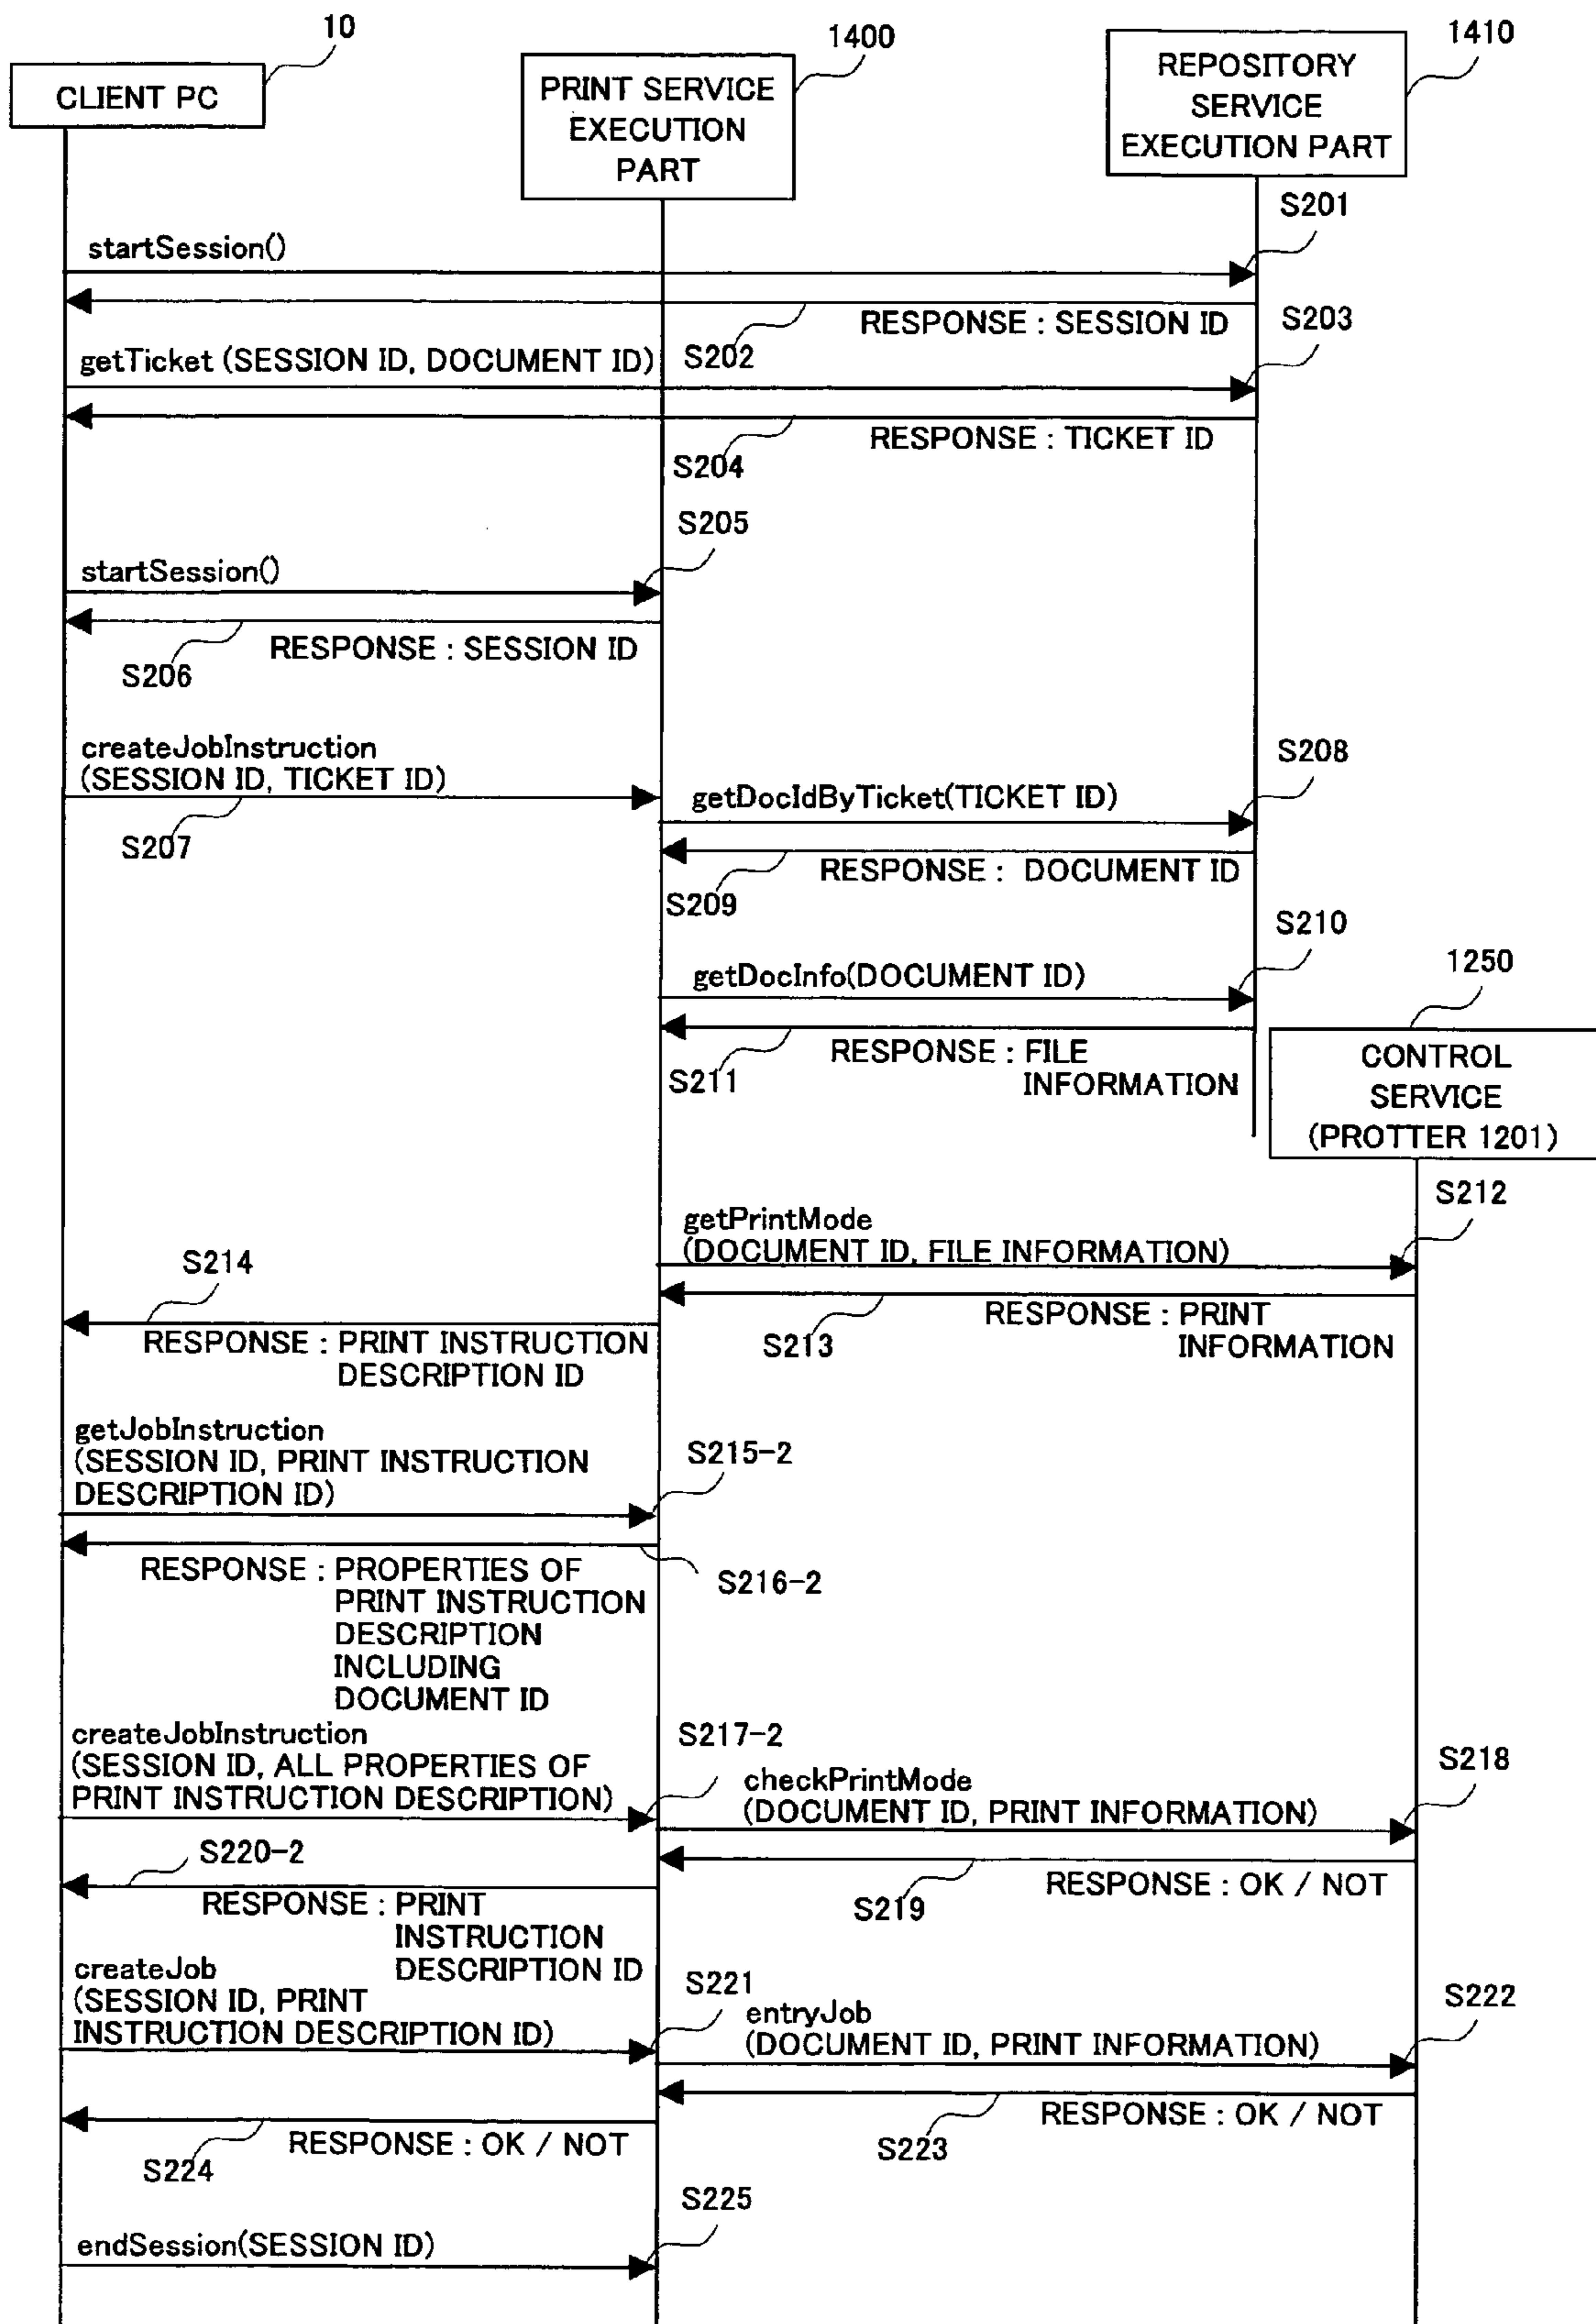 10
CLIENT PC
1400
PRINT SERVICE
EXECUTION
PART
1410
REPOSITORY
SERVICE
EXECUTION PART
S201
startSession()
RESPONSE : SESSION ID
S202
S203
getTicket (SESSION ID, DOCUMENT ID)
RESPONSE : TICKET ID
S204
S205
startSession()
RESPONSE : SESSION ID
S206
createJobInstruction
(SESSION ID, TICKET ID)
S207
S208
getDocIdByTicket(TICKET ID)
RESPONSE : DOCUMENT ID
S209
S210
getDocInfo(DOCUMENT ID)
RESPONSE : FILE
INFORMATION
S211
1250
CONTROL
SERVICE
(PROTTER 1201)
S212
getPrintMode
(DOCUMENT ID, FILE INFORMATION)
RESPONSE : PRINT
INFORMATION
S213
S214
RESPONSE : PRINT INSTRUCTION
DESCRIPTION ID
getJobInstruction
(SESSION ID, PRINT INSTRUCTION
DESCRIPTION ID)
S215-2
RESPONSE : PROPERTIES OF
PRINT INSTRUCTION
DESCRIPTION
INCLUDING
DOCUMENT ID
S216-2
createJobInstruction
(SESSION ID, ALL PROPERTIES OF
PRINT INSTRUCTION DESCRIPTION)
S217-2
checkPrintMode
(DOCUMENT ID, PRINT INFORMATION)
S218
RESPONSE : OK / NOT
S219
S220-2
RESPONSE : PRINT
INSTRUCTION
DESCRIPTION ID
createJob
(SESSION ID, PRINT
INSTRUCTION DESCRIPTION ID)
S221
entryJob
(DOCUMENT ID, PRINT INFORMATION)
S222
RESPONSE : OK / NOT
S223
RESPONSE : OK / NOT
S224
S225
endSession(SESSION ID)